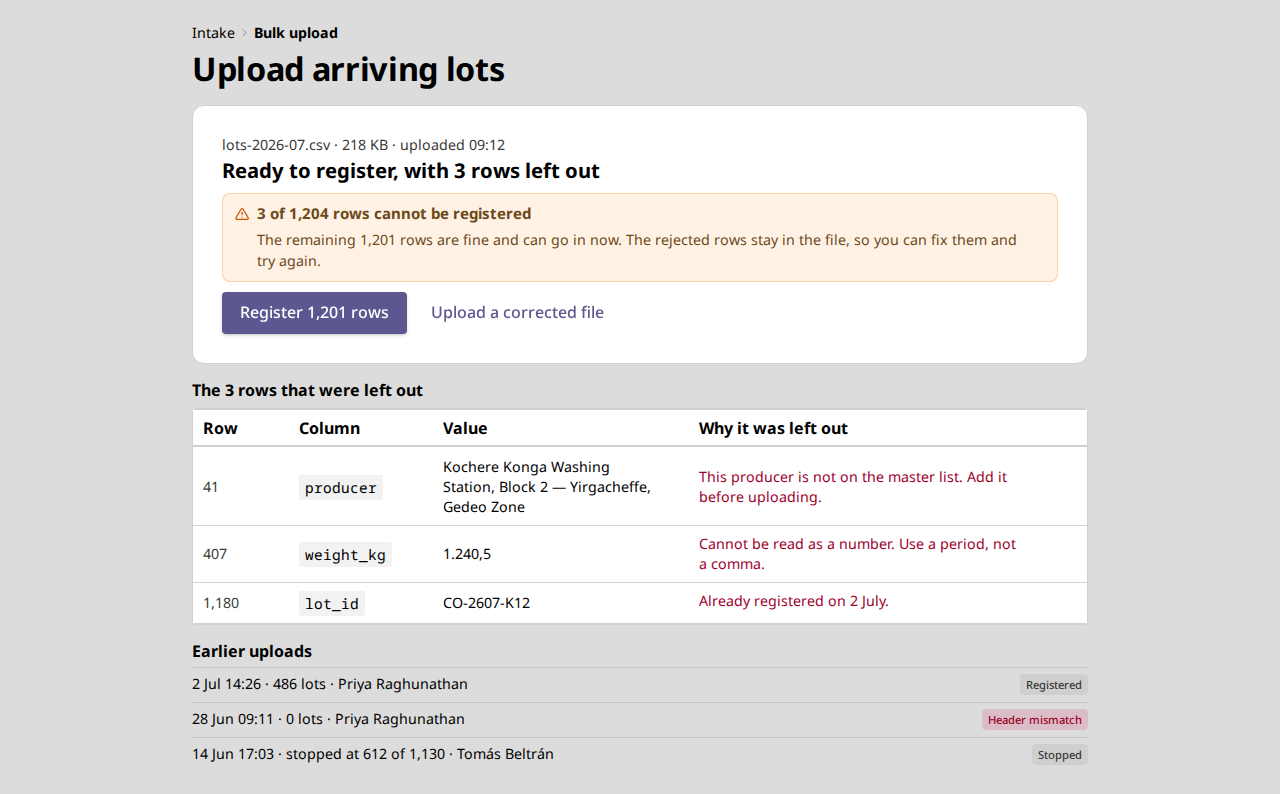 Intake › Bulk upload
Upload arriving lots
lots-2026-07.csv · 218 KB · uploaded 09:12
Ready to register, with 3 rows left out
3 of 1,204 rows cannot be registered
The remaining 1,201 rows are fine and can go in now. The rejected rows stay in the file, so you can fix them and
try again.
Register 1,201 rows
Upload a corrected file
The 3 rows that were left out
Row Column Value Why it was left out
41 producer Kochere Konga Washing
Station, Block 2 — Yirgacheffe,
Gedeo Zone
This producer is not on the master list. Add it
before uploading.
407 weight_kg 1.240,5 Cannot be read as a number. Use a period, not
a comma.
1,180 lot_id CO-2607-K12 Already registered on 2 July.
Earlier uploads
2 Jul 14:26 · 486 lots · Priya Raghunathan Registered
28 Jun 09:11 · 0 lots · Priya Raghunathan Header mismatch
14 Jun 17:03 · stopped at 612 of 1,130 · Tomás Beltrán Stopped